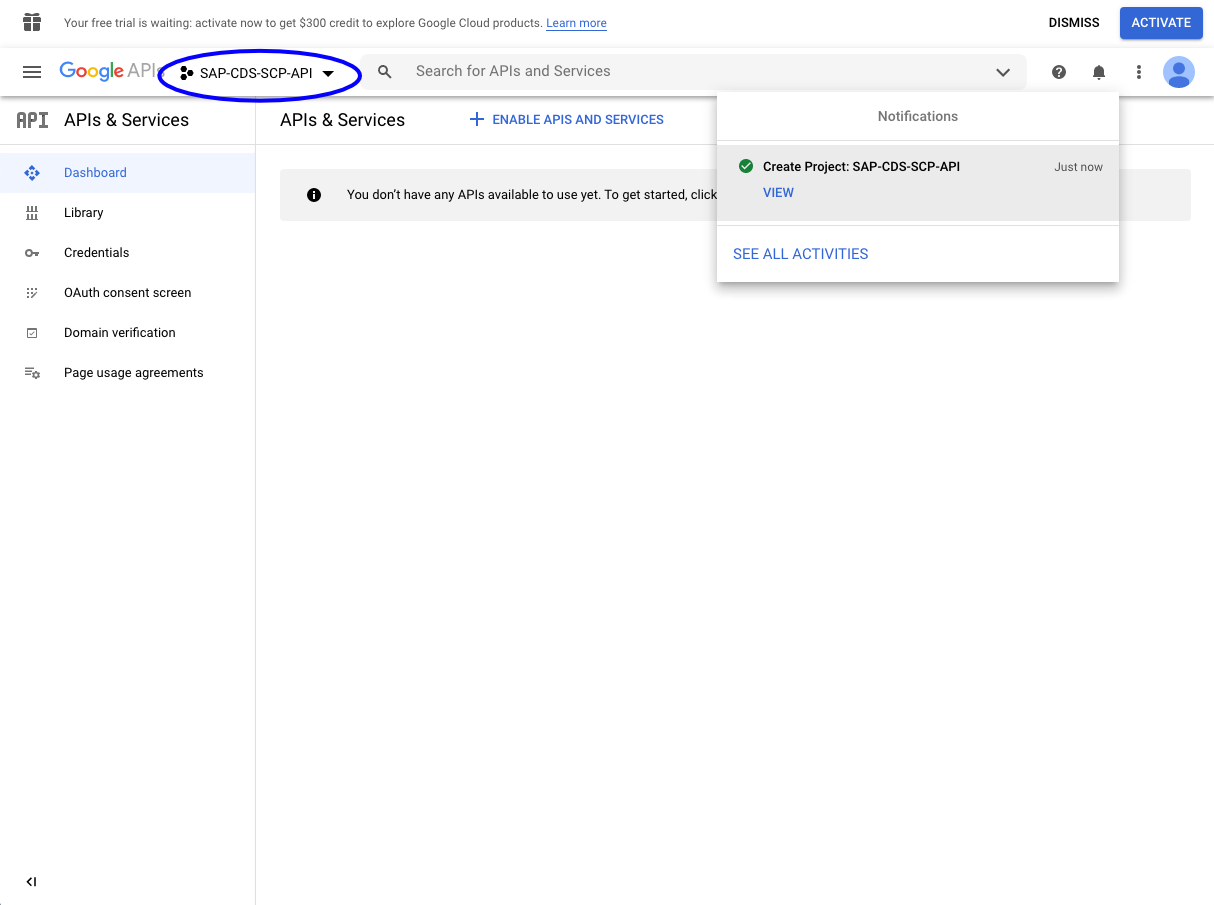 Your free trial is waiting: activate now to get $300 credit to explore Google Cloud products. Learn more
DISMISS
ACTIVATE
Google APIs
SAP-CDS-SCP-API
Search for APIs and Services
API APIs & Services
APIs & Services
ENABLE APIS AND SERVICES
Notifications
Create Project: SAP-CDS-SCP-API
Just now
VIEW
SEE ALL ACTIVITIES
You don't have any APIs available to use yet. To get started, click
Dashboard
Library
Credentials
OAuth consent screen
Domain verification
Page usage agreements